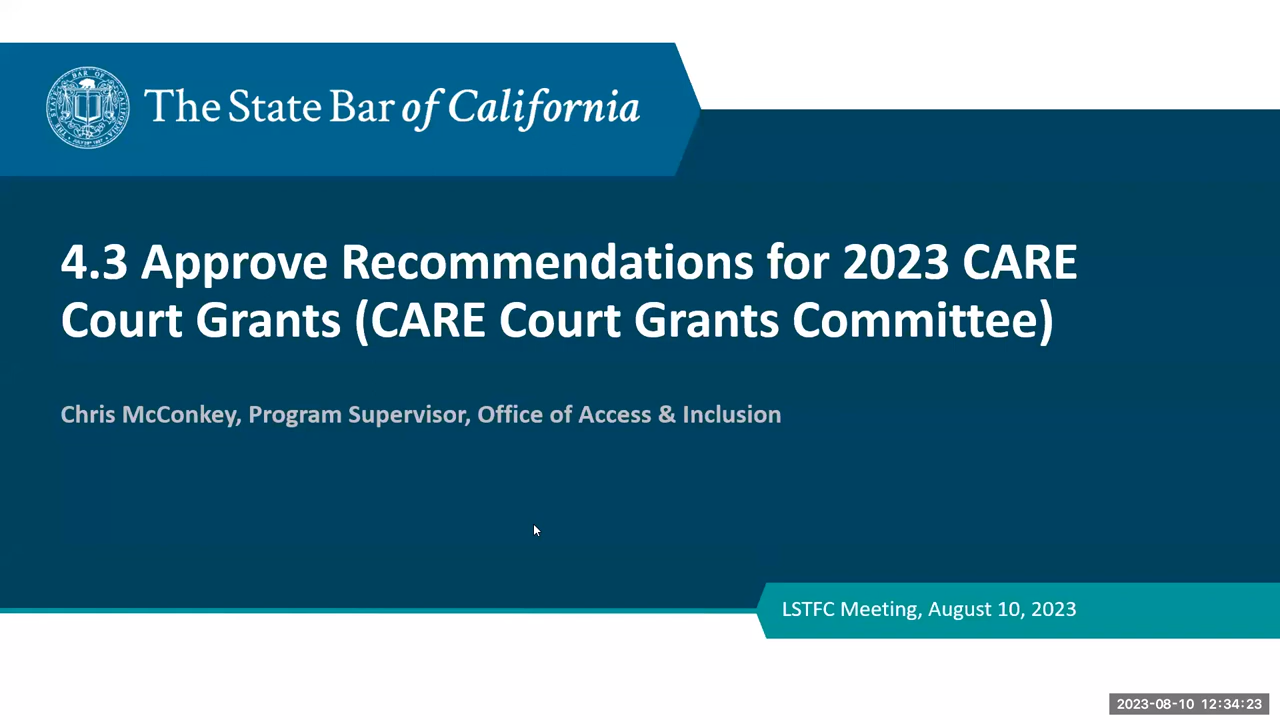 The State Bar of California
4.3 Approve Recommendations for 2023 CARE
Court Grants (CARE Court Grants Committee)
Chris McConkey, Program Supervisor, Office of Access & Inclusion
LSTFC Meeting, August 10, 2023
2023-08-10 12:34:23